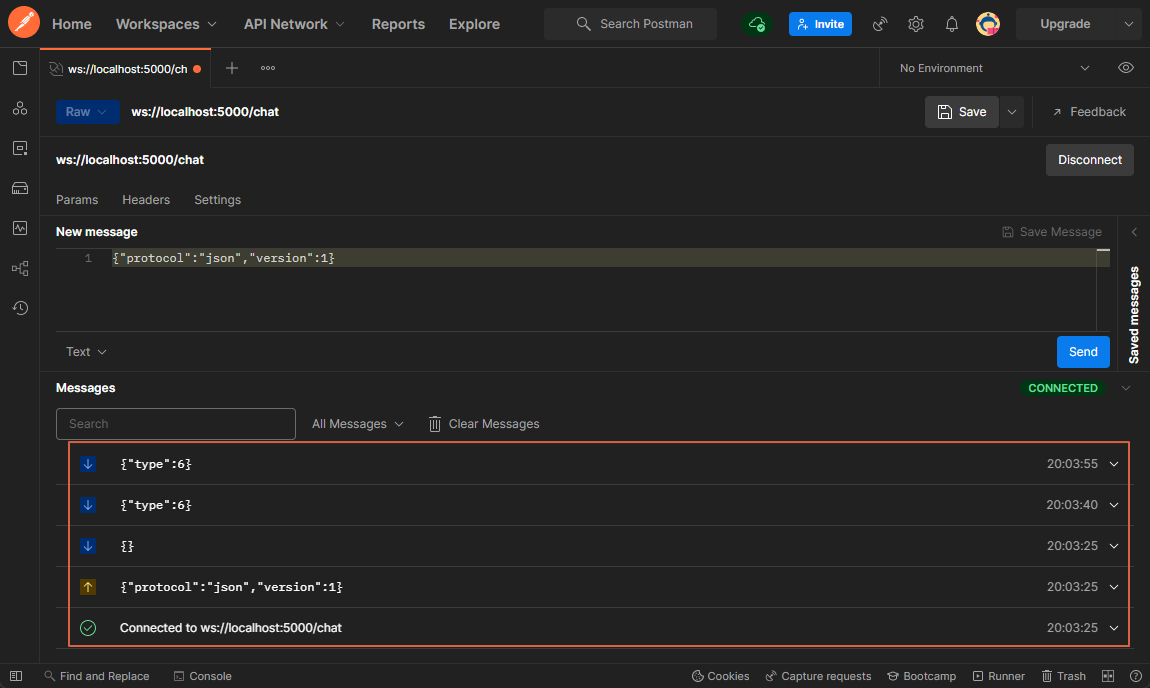 Home Workspaces API Network Reports Explore Search Postman Invite Upgrade
ws://localhost:5000/ch No Environment
Raw ws://localhost:5000/chat Save Feedback
ws://localhost:5000/chat Disconnect
Params Headers Settings
New message Save Message
1 {"protocol":"json","version":1}
Saved messages
Text Send
Messages CONNECTED
Search All Messages Clear Messages
{"type":6} 20:03:55
{"type":6} 20:03:40
{} 20:03:25
{"protocol":"json","version":1} 20:03:25
Connected to ws://localhost:5000/chat 20:03:25
Find and Replace Console Cookies Capture requests Bootcamp Runner Trash